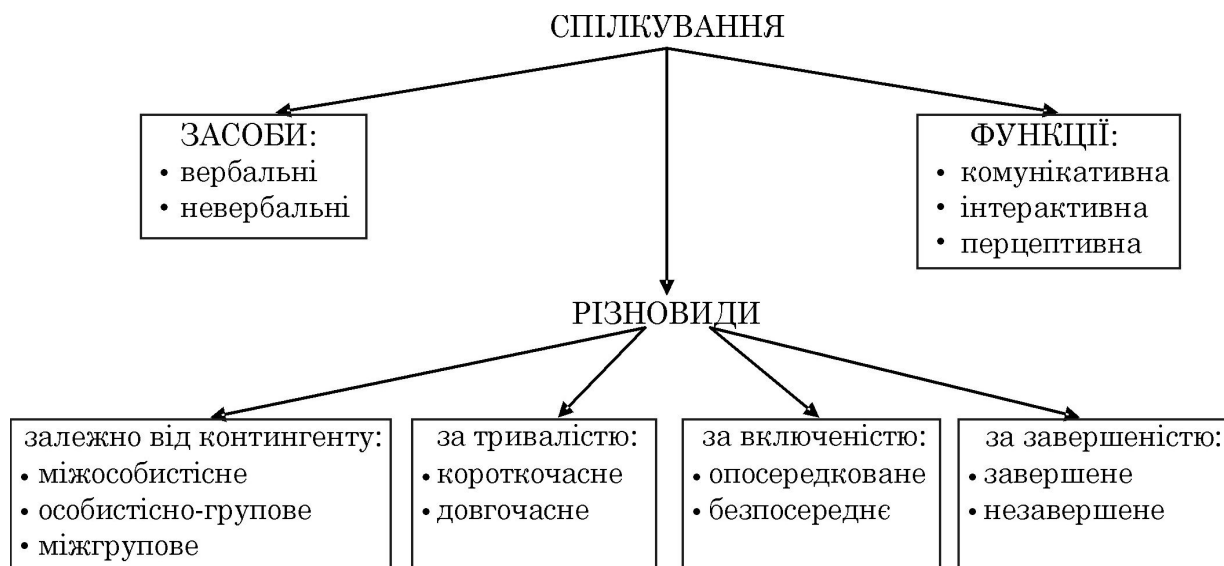 СПІЛКУВАННЯ
ЗАСОБИ:
• вербальні
• невербальні
ФУНКЦІЇ:
• комунікативна
• інтерактивна
• перцептивна
РІЗНОВИДИ
залежно від контингенту:
• міжособистісне
• особистісно-групове
• міжгрупове
за тривалістю:
• короткочасне
• довгочасне
за включеністю:
• опосередковане
• безпосереднє
за завершеністю:
• завершене
• незавершене